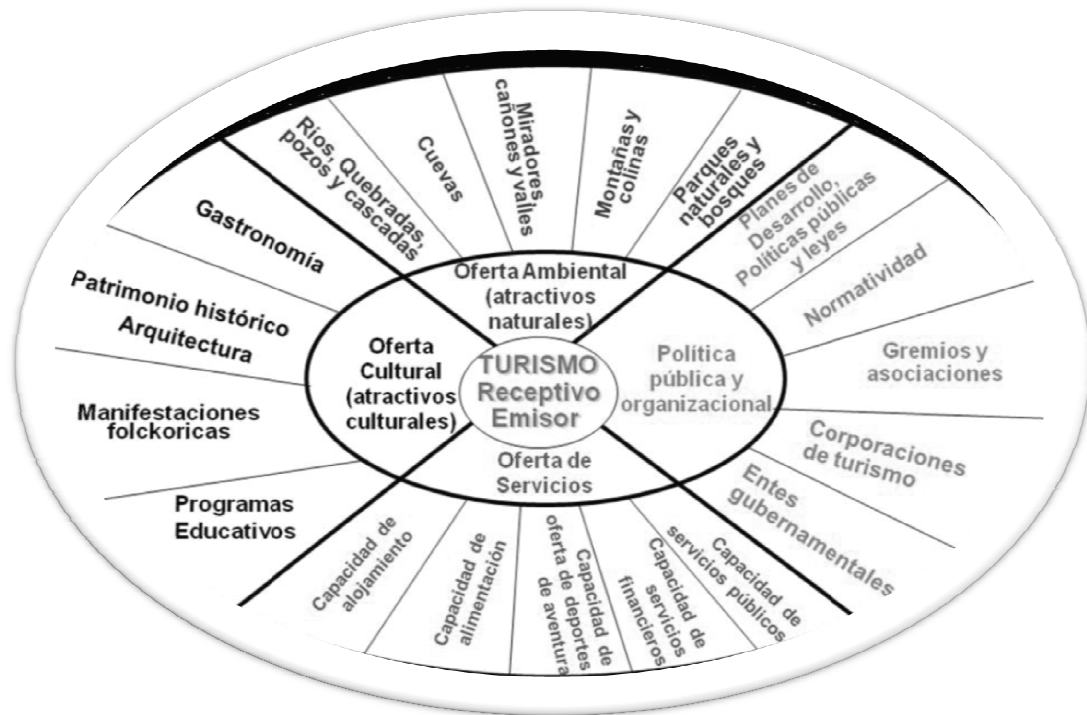 Ríos, Quebradas,
pozos y cascadas
Cuevas
Miradores
cañones y valles
Montañas y
colinas
Parques
naturales y
bosques
Planes de
Desarrollo,
Políticas públicas
y leyes
Normatividad
Gremios y
asociaciones
Corporaciones
de turismo
Entes
gubernamentales
Capacidad de
servicios públicos
Capacidad de
servicios
financieros
Capacidad de
oferta de deportes
de aventura
Capacidad de
alimentación
Capacidad de
alojamiento
Programas
Educativos
Manifestaciones
folckoricas
Patrimonio histórico
Arquitectura
Gastronomía
Oferta Ambiental
(atractivos
naturales)
Política
pública y
organizacional
Oferta de
Servicios
Oferta
Cultural
(atractivos
culturales)
TURISMO
Receptivo
Emisor